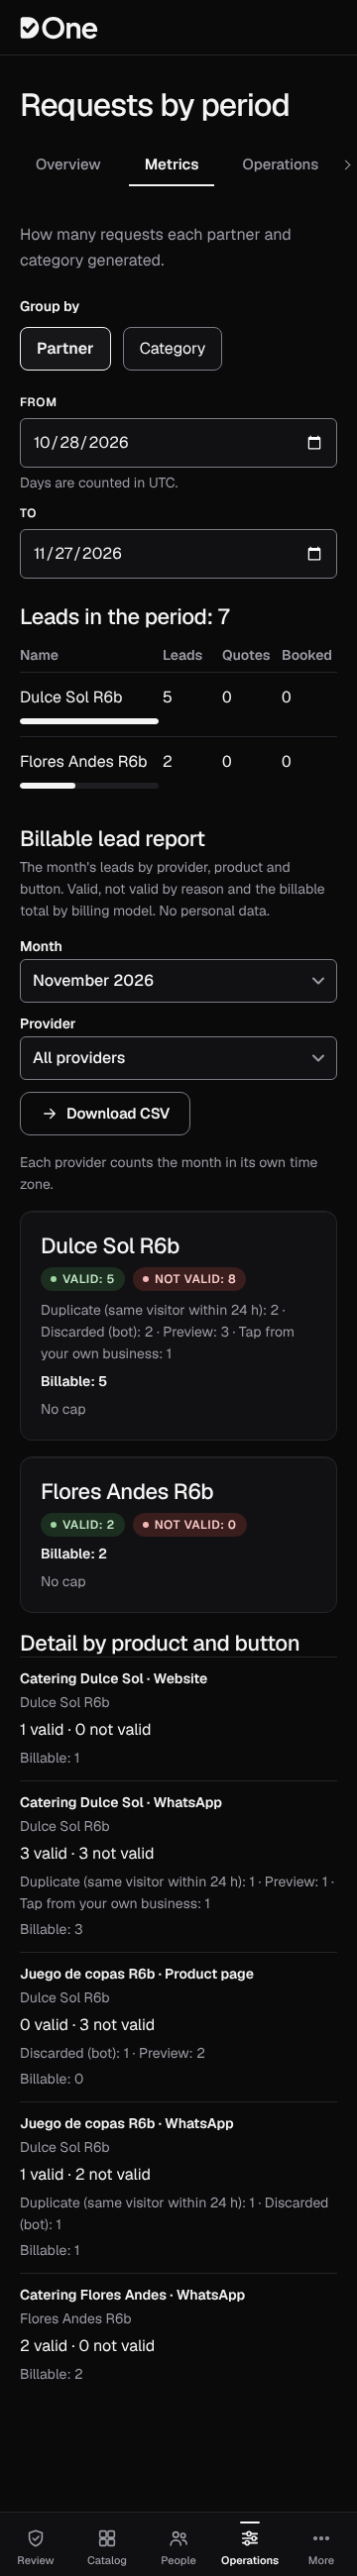 One
Requests by period
Overview
Metrics
Operations
How many requests each partner and
category generated.
Group by
Partner
Category
FROM
10/28/2026
Days are counted in UTC.
TO
11/27/2026
Leads in the period: 7
Name Leads Quotes Booked
Dulce Sol R6b 5 0 0
Flores Andes R6b 2 0 0
Billable lead report
The month's leads by provider, product and
button. Valid, not valid by reason and the billable
total by billing model. No personal data.
Month
November 2026
Provider
All providers
→ Download CSV
Each provider counts the month in its own time
zone.
Dulce Sol R6b
VALID: 5 NOT VALID: 8
Duplicate (same visitor within 24 h): 2 ·
Discarded (bot): 2 · Preview: 3 · Tap from
your own business: 1
Billable: 5
No cap
Flores Andes R6b
VALID: 2 NOT VALID: 0
Billable: 2
No cap
Detail by product and button
Catering Dulce Sol · Website
Dulce Sol R6b
1 valid · 0 not valid
Billable: 1
Catering Dulce Sol · WhatsApp
Dulce Sol R6b
3 valid · 3 not valid
Duplicate (same visitor within 24 h): 1 · Preview: 1 ·
Tap from your own business: 1
Billable: 3
Juego de copas R6b · Product page
Dulce Sol R6b
0 valid · 3 not valid
Discarded (bot): 1 · Preview: 2
Billable: 0
Juego de copas R6b · WhatsApp
Dulce Sol R6b
1 valid · 2 not valid
Duplicate (same visitor within 24 h): 1 · Discarded
(bot): 1
Billable: 1
Catering Flores Andes · WhatsApp
Flores Andes R6b
2 valid · 0 not valid
Billable: 2
Review
Catalog
People
Operations
More